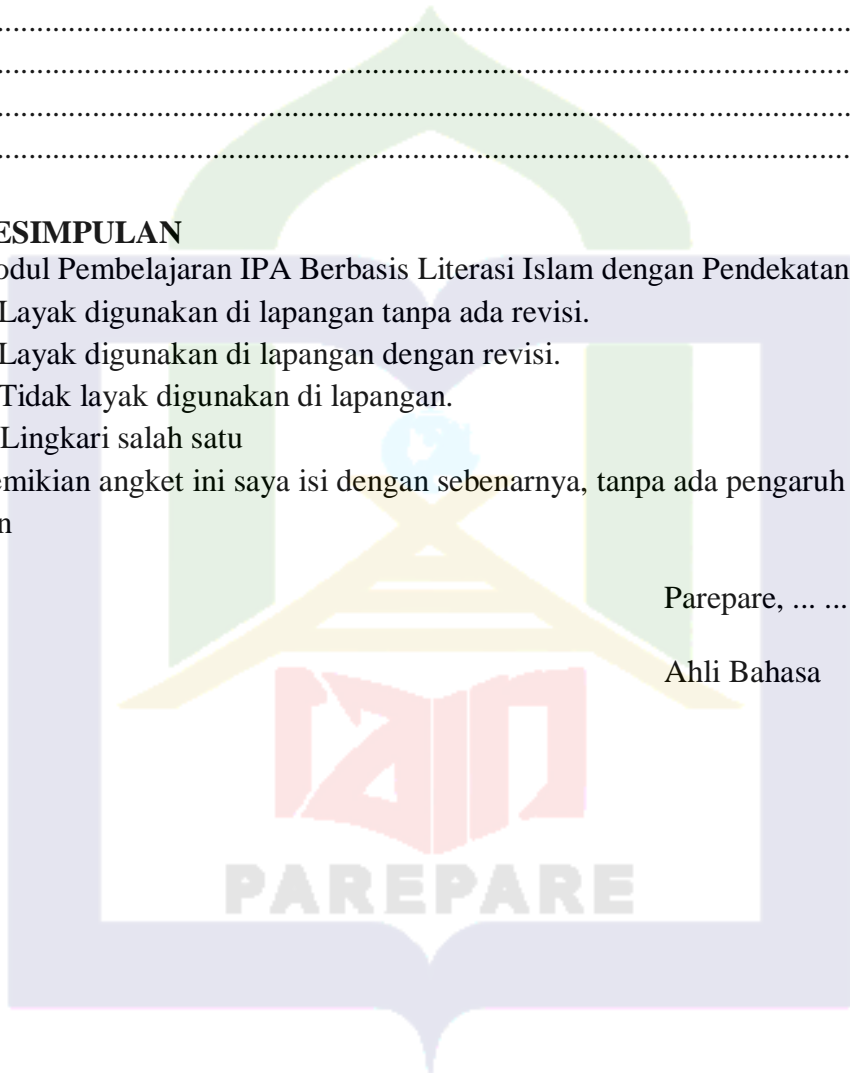 ................................................................................................................
................................................................................................................
................................................................................................................
................................................................................................................
ESIMPULAN
odul Pembelajaran IPA Berbasis Literasi Islam dengan Pendekatan
Layak digunakan di lapangan tanpa ada revisi.
Layak digunakan di lapangan dengan revisi.
Tidak layak digunakan di lapangan.
Lingkari salah satu
emikian angket ini saya isi dengan sebenarnya, tanpa ada pengaruh
n
Parepare, ... ...
Ahli Bahasa
iain
PAREPARE